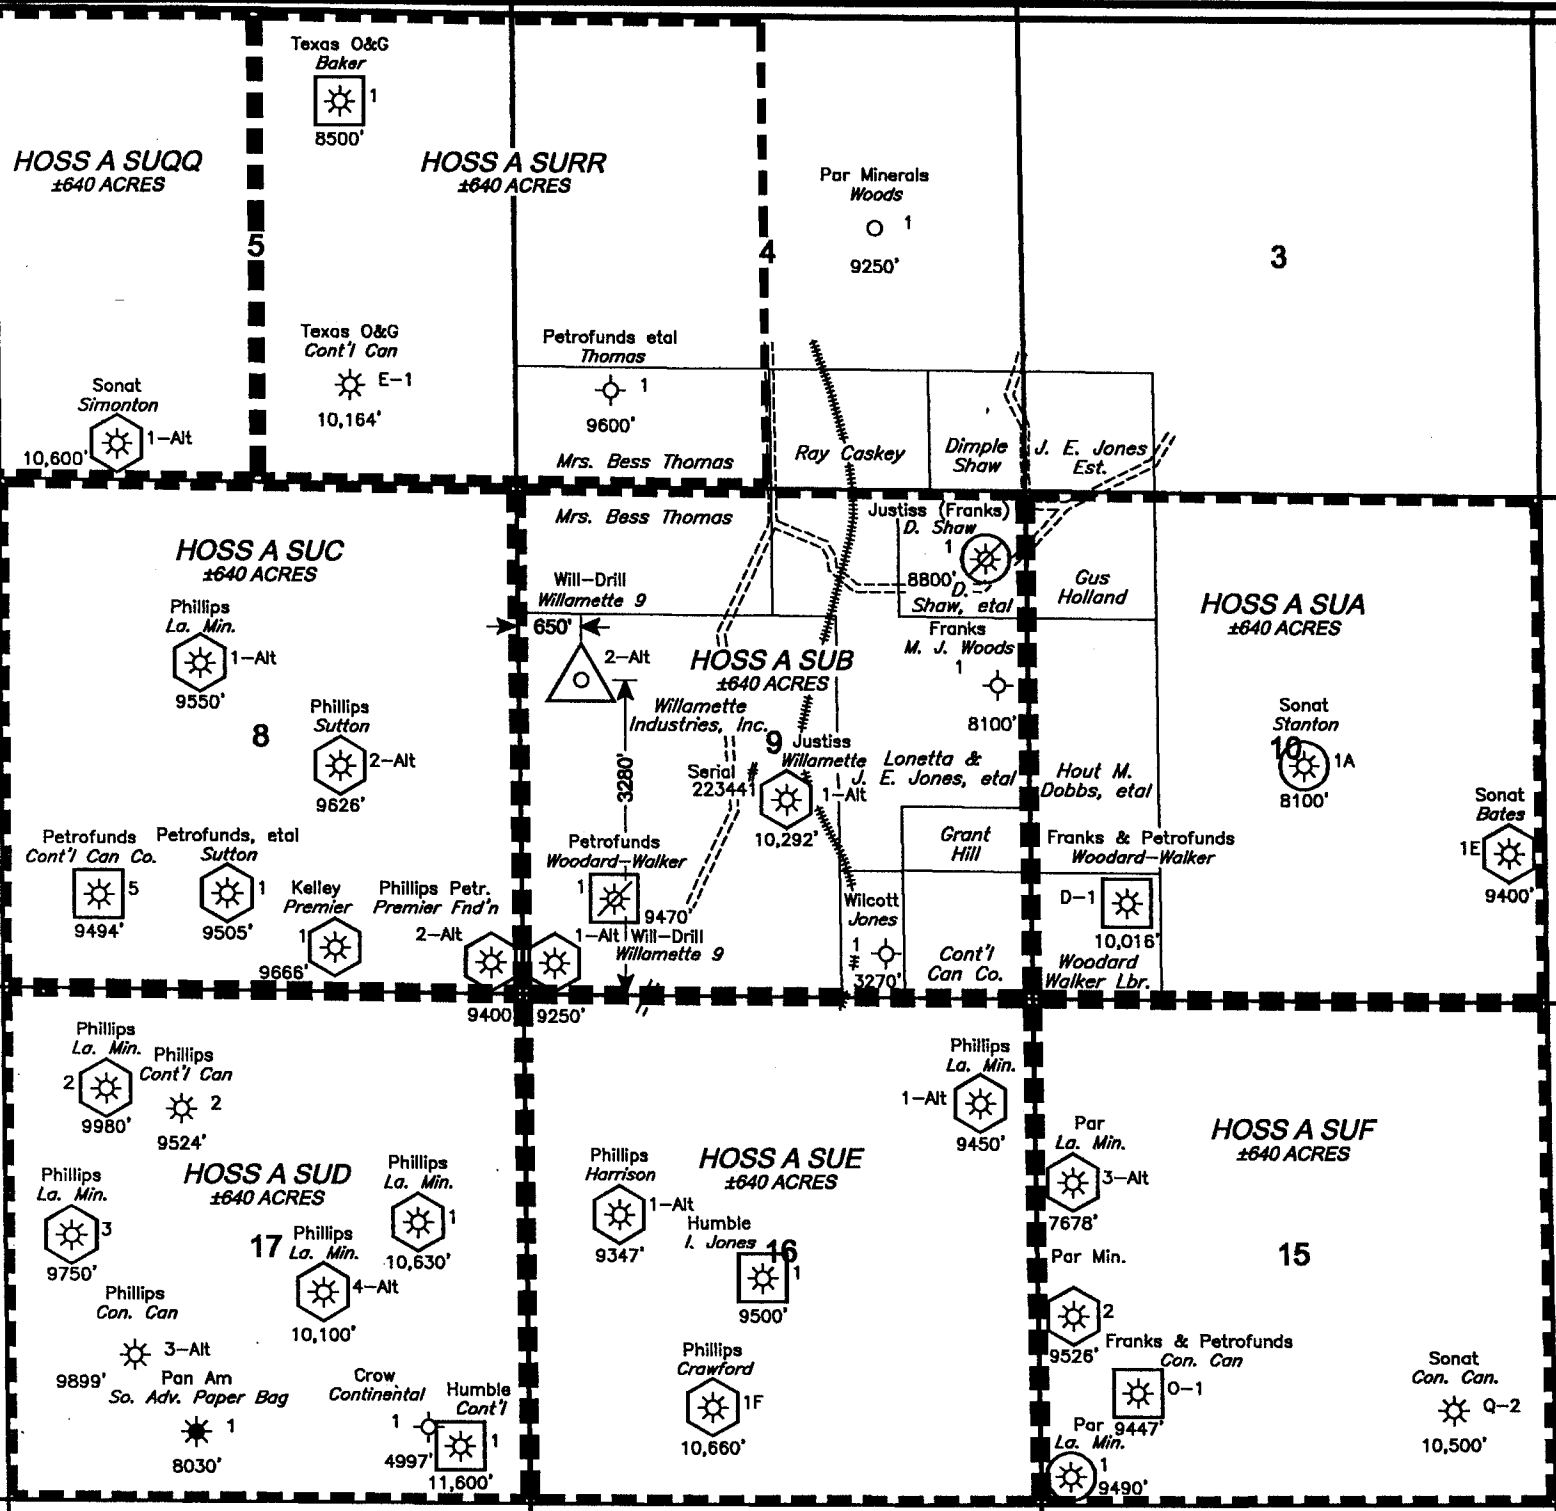 Texas O&G
Baker
1
8500'
HOSS A SUQQ
±640 ACRES
HOSS A SURR
±640 ACRES
Par Minerals
Woods
1
9250'
5
4
3
Texas O&G
Cont'l Can
E-1
10,164'
Petrofunds etal
Thomas
1
9600'
Sonat
Simonton
1-Alt
10,600'
Mrs. Bess Thomas
Ray Caskey
Dimple
Shaw
J. E. Jones
Est.
HOSS A SUC
±640 ACRES
Phillips
La. Min.
1-Alt
9550'
Phillips
Sutton
2-Alt
9626'
8
Petrofunds
Cont'l Can Co.
5
9494'
Petrofunds, etal
Sutton
1
9505'
Kelley
Premier
1
9666'
Phillips Petr.
Premier Fnd'n
2-Alt
9400'
Mrs. Bess Thomas
Justiss (Franks)
D. Shaw
1
8800'
D.
Shaw, etal
Will-Drill
Willamette 9
650'
2-Alt
3280'
HOSS A SUB
±640 ACRES
Franks
M. J. Woods
1
8100'
Willamette
Industries, Inc.
9
Justiss
Willamette
1-Alt
10,292'
Serial #
223441
Lonetta &
J. E. Jones, etal
Petrofunds
Woodard-Walker
1
9470'
1-Alt
Will-Drill
Willamette 9
9250'
Grant
Hill
Wilcott
Jones
1
3270'
Cont'l
Can Co.
Gus
Holland
HOSS A SUA
±640 ACRES
Sonat
Stanton
10
1A
8100'
Hout M.
Dobbs, etal
Sonat
Bates
1E
9400'
Franks & Petrofunds
Woodard-Walker
D-1
10,016'
Woodard
Walker Lbr.
Phillips
La. Min.
2
9980'
Phillips
Cont'l Can
2
9524'
HOSS A SUD
±640 ACRES
Phillips
La. Min.
3
9750'
Phillips
La. Min.
1
10,630'
17
Phillips
La. Min.
4-Alt
10,100'
Phillips
Con. Can
3-Alt
9899'
Pan Am
So. Adv. Paper Bag
1
8030'
Crow
Continental
1
4997'
Humble
Cont'l
1
11,600'
Phillips
La. Min.
1-Alt
9450'
HOSS A SUE
±640 ACRES
Phillips
Harrison
1-Alt
9347'
Humble
I. Jones
16
1
9500'
Phillips
Crawford
1F
10,660'
HOSS A SUF
±640 ACRES
Par
La. Min.
3-Alt
7678'
15
Par Min.
2
9526'
Franks & Petrofunds
Con. Can
O-1
9447'
Sonat
Con. Can.
Q-2
10,500'
Par
La. Min.
1
9490'